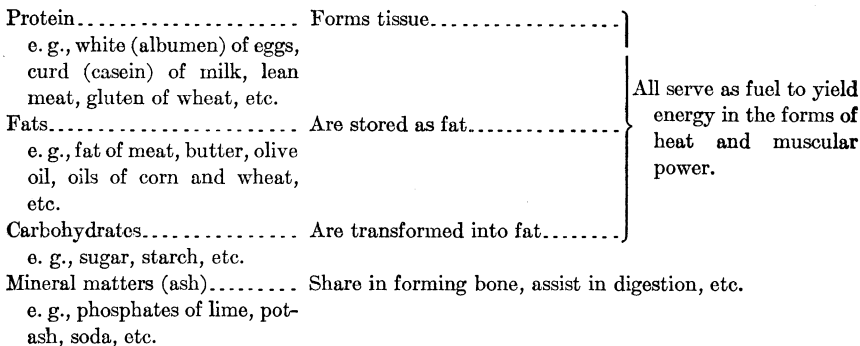 Protein........................ Forms tissue....................
e. g., white (albumen) of eggs,
curd (casein) of milk, lean
meat, gluten of wheat, etc.
Fats.......................... Are stored as fat................
e. g., fat of meat, butter, olive
oil, oils of corn and wheat,
etc.
Carbohydrates................ Are transformed into fat........
e. g., sugar, starch, etc.
All serve as fuel to yield
energy in the forms of
heat and muscular
power.
Mineral matters (ash)......... Share in forming bone, assist in digestion, etc.
e. g., phosphates of lime, pot-
ash, soda, etc.